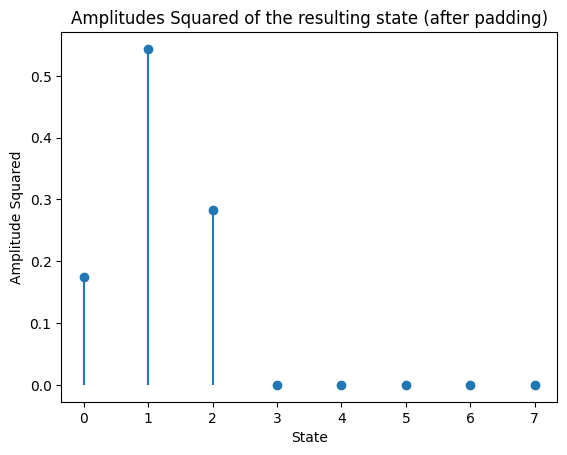 Amplitudes Squared of the resulting state (after padding)
0.5
0.4
0.3
0.2
0.1
0.0
Amplitude Squared
0 1 2 3 4 5 6 7
State